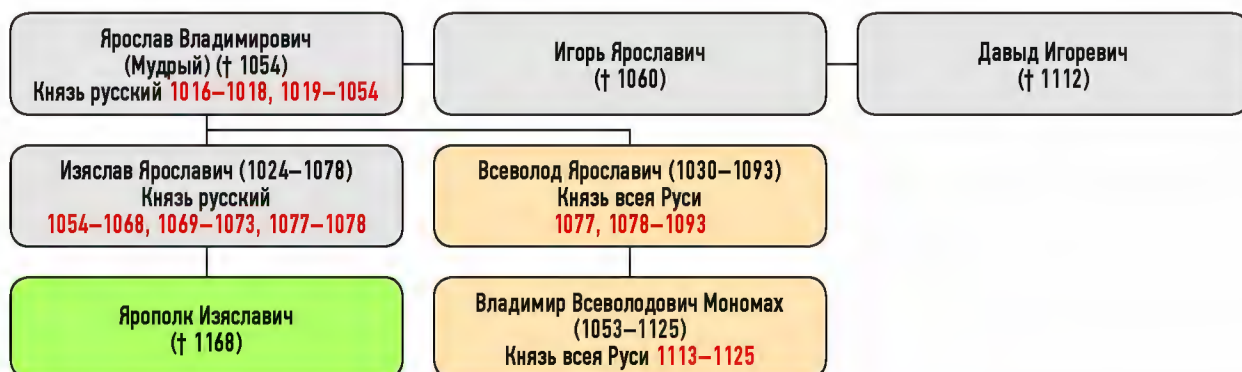 Ярослав Владимирович
(Мудрый) († 1054)
Князь русский 1016–1018, 1019–1054
Игорь Ярославич
(† 1060)
Давыд Игоревич
(† 1112)
Изяслав Ярославич (1024–1078)
Князь русский
1054–1068, 1069–1073, 1077–1078
Всеволод Ярославич (1030–1093)
Князь всея Руси
1077, 1078–1093
Ярополк Изяславич
(† 1168)
Владимир Всеволодович Мономах
(1053–1125)
Князь всея Руси 1113–1125